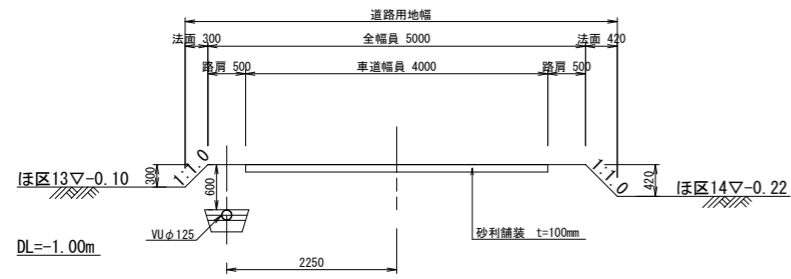 道路用地幅
法面 300
全幅員 5000
法面 420
路肩 500
車道幅員 4000
路肩 500
1:1.0
1:1.0
300
600
420
ほ区13▽-0.10
ほ区14▽-0.22
VUφ125
砂利舗装 t=100mm
DL=-1.00m
2250